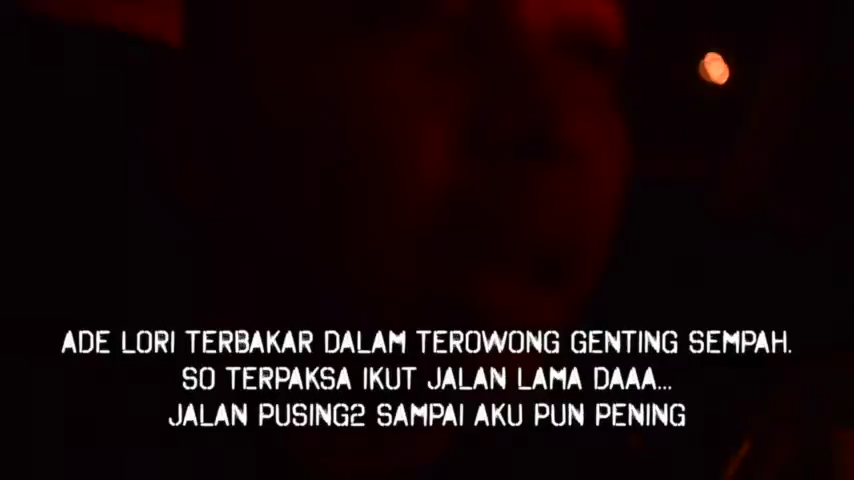 ADE LORI TERBAKAR DALAM TEROWONG GENTING SEMPAH.
SO TERPAKSA IKUT JALAN LAMA DAAA...
JALAN PUSING2 SAMPAI AKU PUN PENING